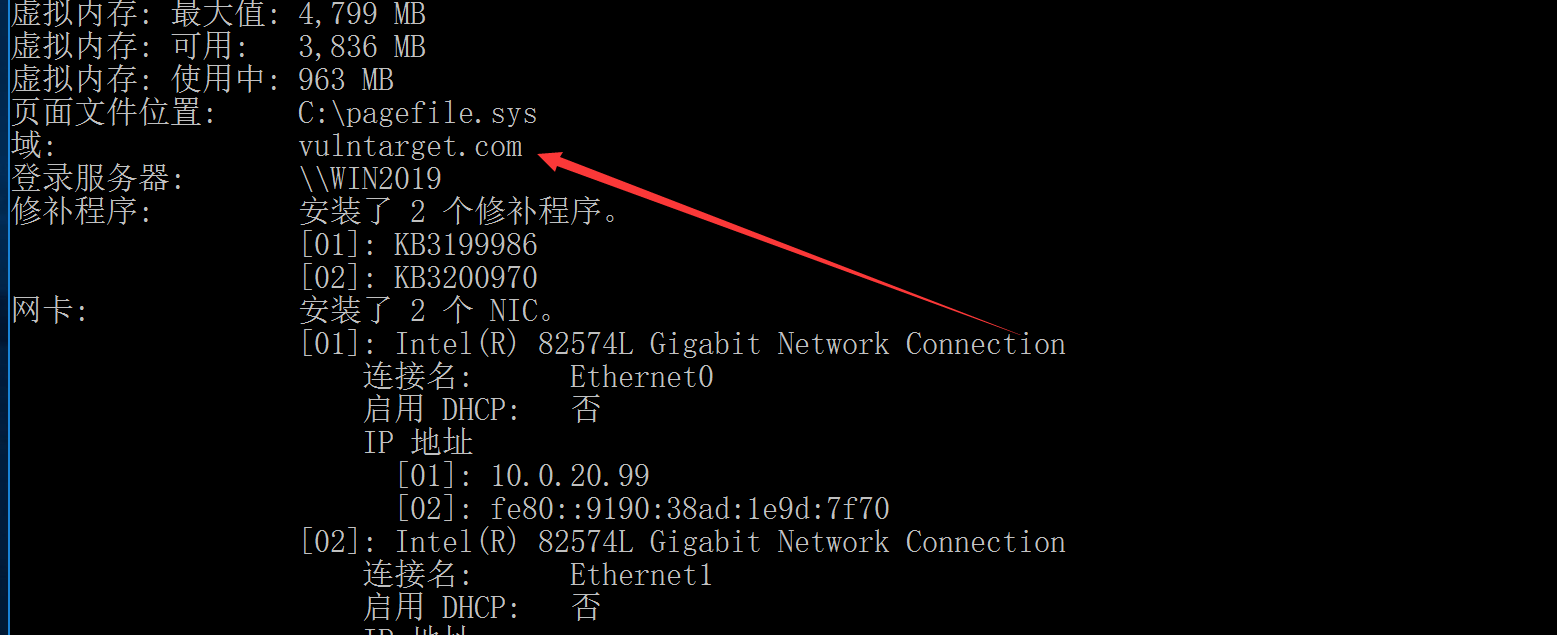 虚拟内存: 最大值: 4,799 MB
虚拟内存: 可用: 3,836 MB
虚拟内存: 使用中: 963 MB
页面文件位置: C:\pagefile.sys
域: vulntarget.com
登录服务器: \\WIN2019
修补程序: 安装了 2 个修补程序。
[01]: KB3199986
[02]: KB3200970
网卡: 安装了 2 个 NIC。
[01]: Intel(R) 82574L Gigabit Network Connection
连接名: Ethernet0
启用 DHCP: 否
IP 地址
[01]: 10.0.20.99
[02]: fe80::9190:38ad:1e9d:7f70
[02]: Intel(R) 82574L Gigabit Network Connection
连接名: Ethernet1
启用 DHCP: 否